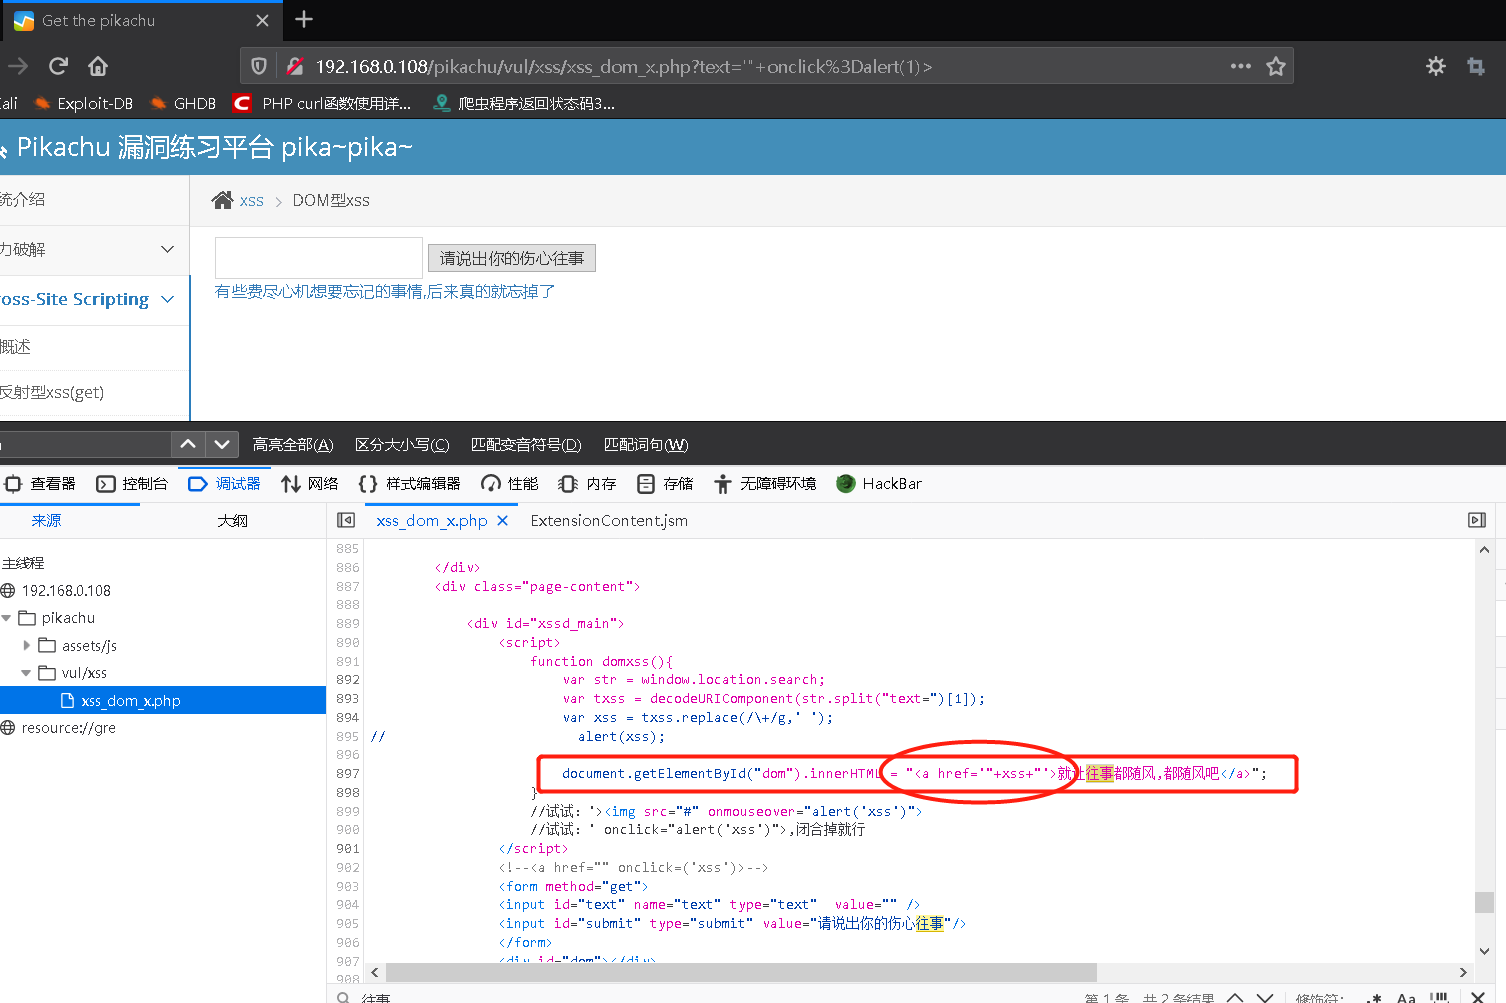 Get the pikachu
192.168.0.108/pikachu/vul/xss/xss_dom_x.php?text='"+onclick%3Dalert(1)>
ali Exploit-DB GHDB PHP curl函数使用详... 爬虫程序返回状态码3...
Pikachu 漏洞练习平台 pika~pika~
统介绍
xss > DOM型xss
力破解
请说出你的伤心往事
有些费尽心机想要忘记的事情,后来真的就忘掉了
oss-Site Scripting
概述
反射型xss(get)
高亮全部(A) 区分大小写(C) 匹配变音符号(D) 匹配词句(W)
查看器 控制台 调试器 网络 样式编辑器 性能 内存 存储 无障碍环境 HackBar
来源 大纲 xss_dom_x.php ExtensionContent.jsm
主线程
192.168.0.108
pikachu
assets/js
vul/xss
xss_dom_x.php
resource://gre
885
886 </div>
887 <div class="page-content">
888
889 <div id="xssd_main">
890 <script>
891 function domxss(){
892 var str = window.location.search;
893 var txss = decodeURIComponent(str.split("text=")[1]);
894 var xss = txss.replace(/\+/g,' ');
895 // alert(xss);
896
897 document.getElementById("dom").innerHTML = "<a href='"+xss+"'>就让往事都随风,都随风吧</a>";
898 }
899 //试试：'><img src="#" onmouseover="alert('xss')">
900 //试试：' onclick="alert('xss')">,闭合掉就行
901 </script>
902 <!--<a href="" onclick=('xss')>-->
903 <form method="get">
904 <input id="text" name="text" type="text"  value="" />
905 <input id="submit" type="submit" value="请说出你的伤心往事"/>
906 </form>
907 <div id="dom"></div>
908
往事 第 1 条，共 2 条结果 修饰符： .* Aa